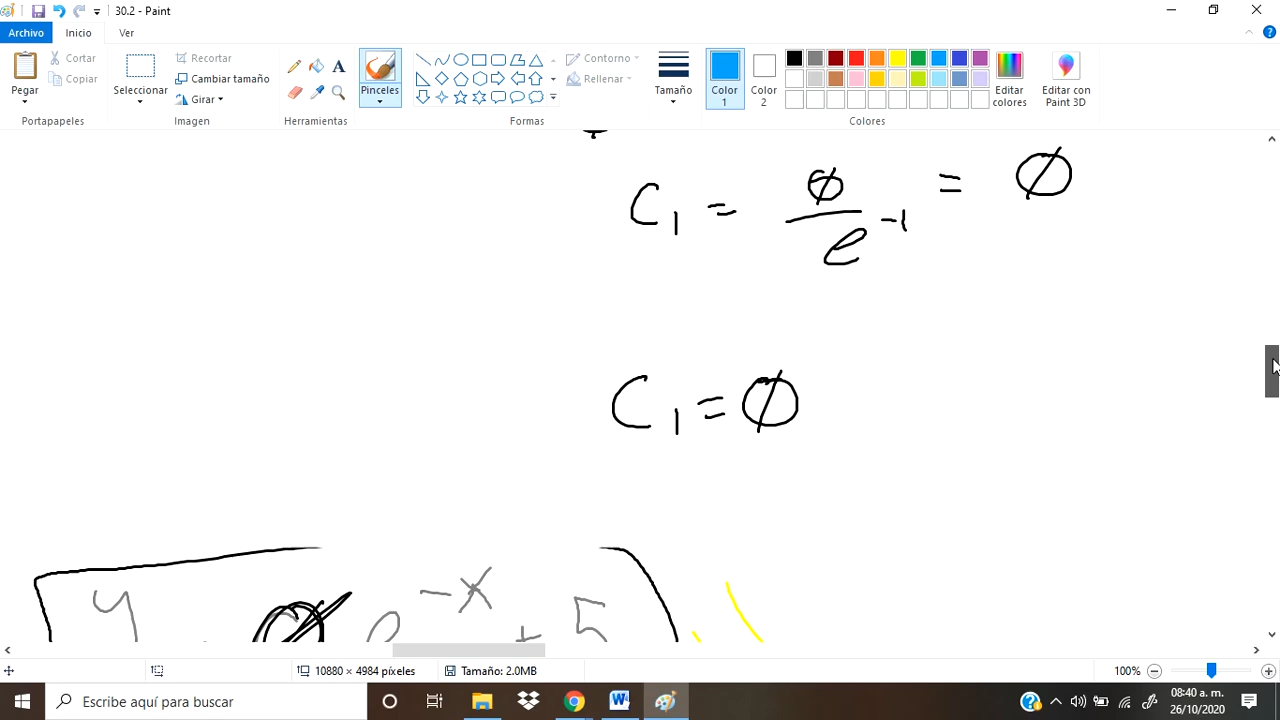 30.2 - Paint
Archivo Inicio Ver
Pegar
Cortar
Copiar
Portapapeles
Seleccionar
Recortar
Cambiar tamaño
Girar
Imagen
A
Herramientas
Pinceles
Contorno
Rellenar
Formas
Tamaño
Color 1
Color 2
Editar colores
Editar con Paint 3D
Colores
C1 = ∅ / e^-1 = ∅
C1 = ∅
y e^-x + 5
10880 × 4984 píxeles
Tamaño: 2.0MB
100%
Escribe aquí para buscar
08:40 a. m.
26/10/2020